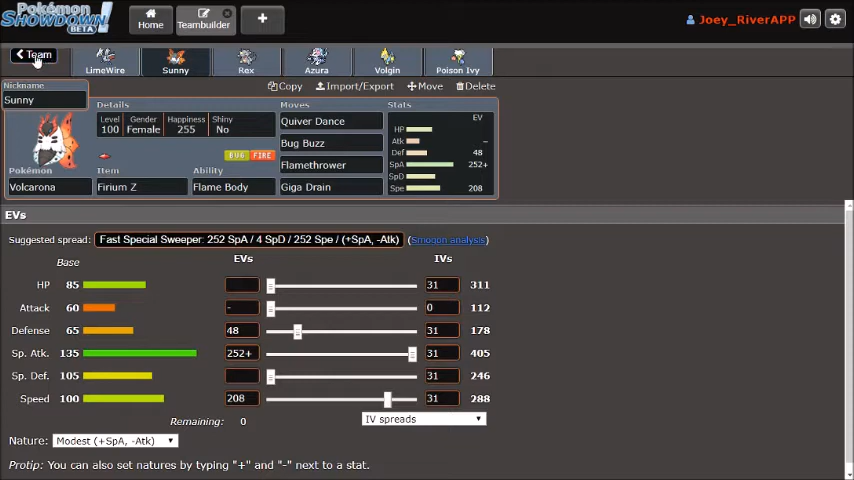 Pokémon
SHOWDOWN
BETA
Home
Teambuilder
Joey_RiverAPP
Team
LimeWire
Sunny
Rex
Azura
Volgin
Poison Ivy
Copy
Import/Export
Move
Delete
Nickname
Sunny
Details
Level Gender Happiness Shiny
100 Female 255 No
BUG FIRE
Pokémon Item Ability
Volcarona Firium Z Flame Body
Moves
Quiver Dance
Bug Buzz
Flamethrower
Giga Drain
Stats
EV
HP
Atk –
Def 48
SpA 252+
SpD
Spe 208
EVs
Suggested spread: Fast Special Sweeper: 252 SpA / 4 SpD / 252 Spe / (+SpA, -Atk) (Smogon analysis)
Base EVs IVs
HP 85 31 311
Attack 60 - 0 112
Defense 65 48 31 178
Sp. Atk. 135 252+ 31 405
Sp. Def. 105 31 246
Speed 100 208 31 288
Remaining: 0 IV spreads
Nature: Modest (+SpA, -Atk)
Protip: You can also set natures by typing "+" and "-" next to a stat.